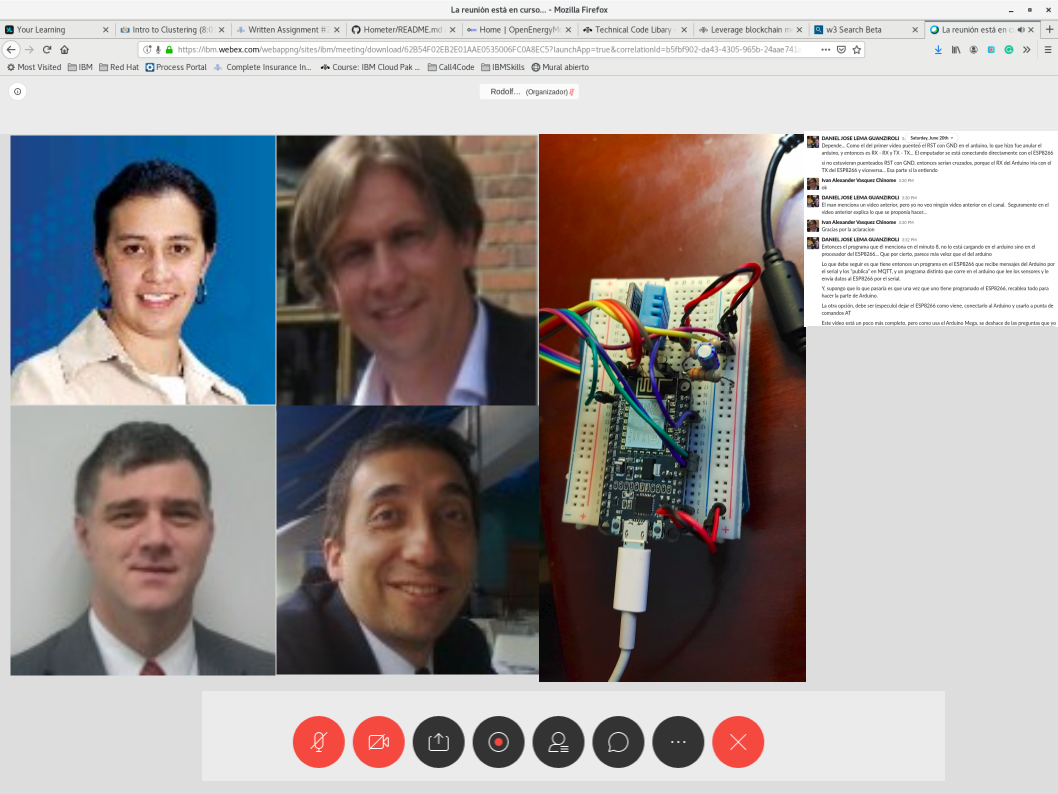 La reunión está en curso... - Mozilla Firefox
Your Learning
Intro to Clustering (8:0
Written Assignment #
Hometer/README.md
Home | OpenEnergyM
Technical Code Libary
Leverage blockchain m
w3 Search Beta
La reunión está en c
https://ibm.webex.com/webappng/sites/ibm/meeting/download/62B54F02EB2E01AAE0535006FC0A8EC5?launchApp=true&correlationId=b5fbf902-da43-4305-965b-24aae741
Most Visited IBM Red Hat Process Portal Complete Insurance In... Course: IBM Cloud Pak ... Call4Code IBMSkills Mural abierto
Rodolf... (Organizador)
DANIEL JOSE LEMA GUANZIROLI Saturday, June 20th
Depende... Como el del primer video puenteó el RST con GND en el arduino, lo que hizo fue anular el
arduino, y entonces es RX - RX y TX - TX... El emputador se está conectando directamente con el ESP8266
si no estuvieran puenteados RST con GND, entonces serían cruzados, porque el RX del Arduino iría con el
TX del ESP8266 y viceversa... Esa parte sí la entiendo
Ivan Alexander Vasquez Chinome 3:30 PM
ok
DANIEL JOSE LEMA GUANZIROLI 3:30 PM
El man menciona un video anterior, pero yo no veo ningún video anterior en el canal. Seguramente en el
video anterior explica lo que se proponía hacer...
Ivan Alexander Vasquez Chinome 3:30 PM
Gracias por la aclaracion
DANIEL JOSE LEMA GUANZIROLI 3:32 PM
Entonces el programa que él menciona en el minuto 8, no lo está cargando en el arduino sino en el
procesador del ESP8266... Que por cierto, parece más veloz que el del arduino
Lo que debe seguir es que tiene entonces un programa en el ESP8266 que recibe mensajes del Arduino por
el serial y los "publica" en MQTT, y un programa distinto que corre en el arduino que lee los sensores y le
envía datos al ESP8266 por el serial.
Y, supongo que lo que pasaría es que una vez que uno tiene programado el ESP8266, recablea todo para
hacer la parte de Arduino.
La otra opción, debe ser (especulo) dejar el ESP8266 como viene, conectarlo al Arduino y usarlo a punta de
comandos AT
Este video está un poco más completo, pero como usa el Arduino Mega, se deshace de las preguntas que yo